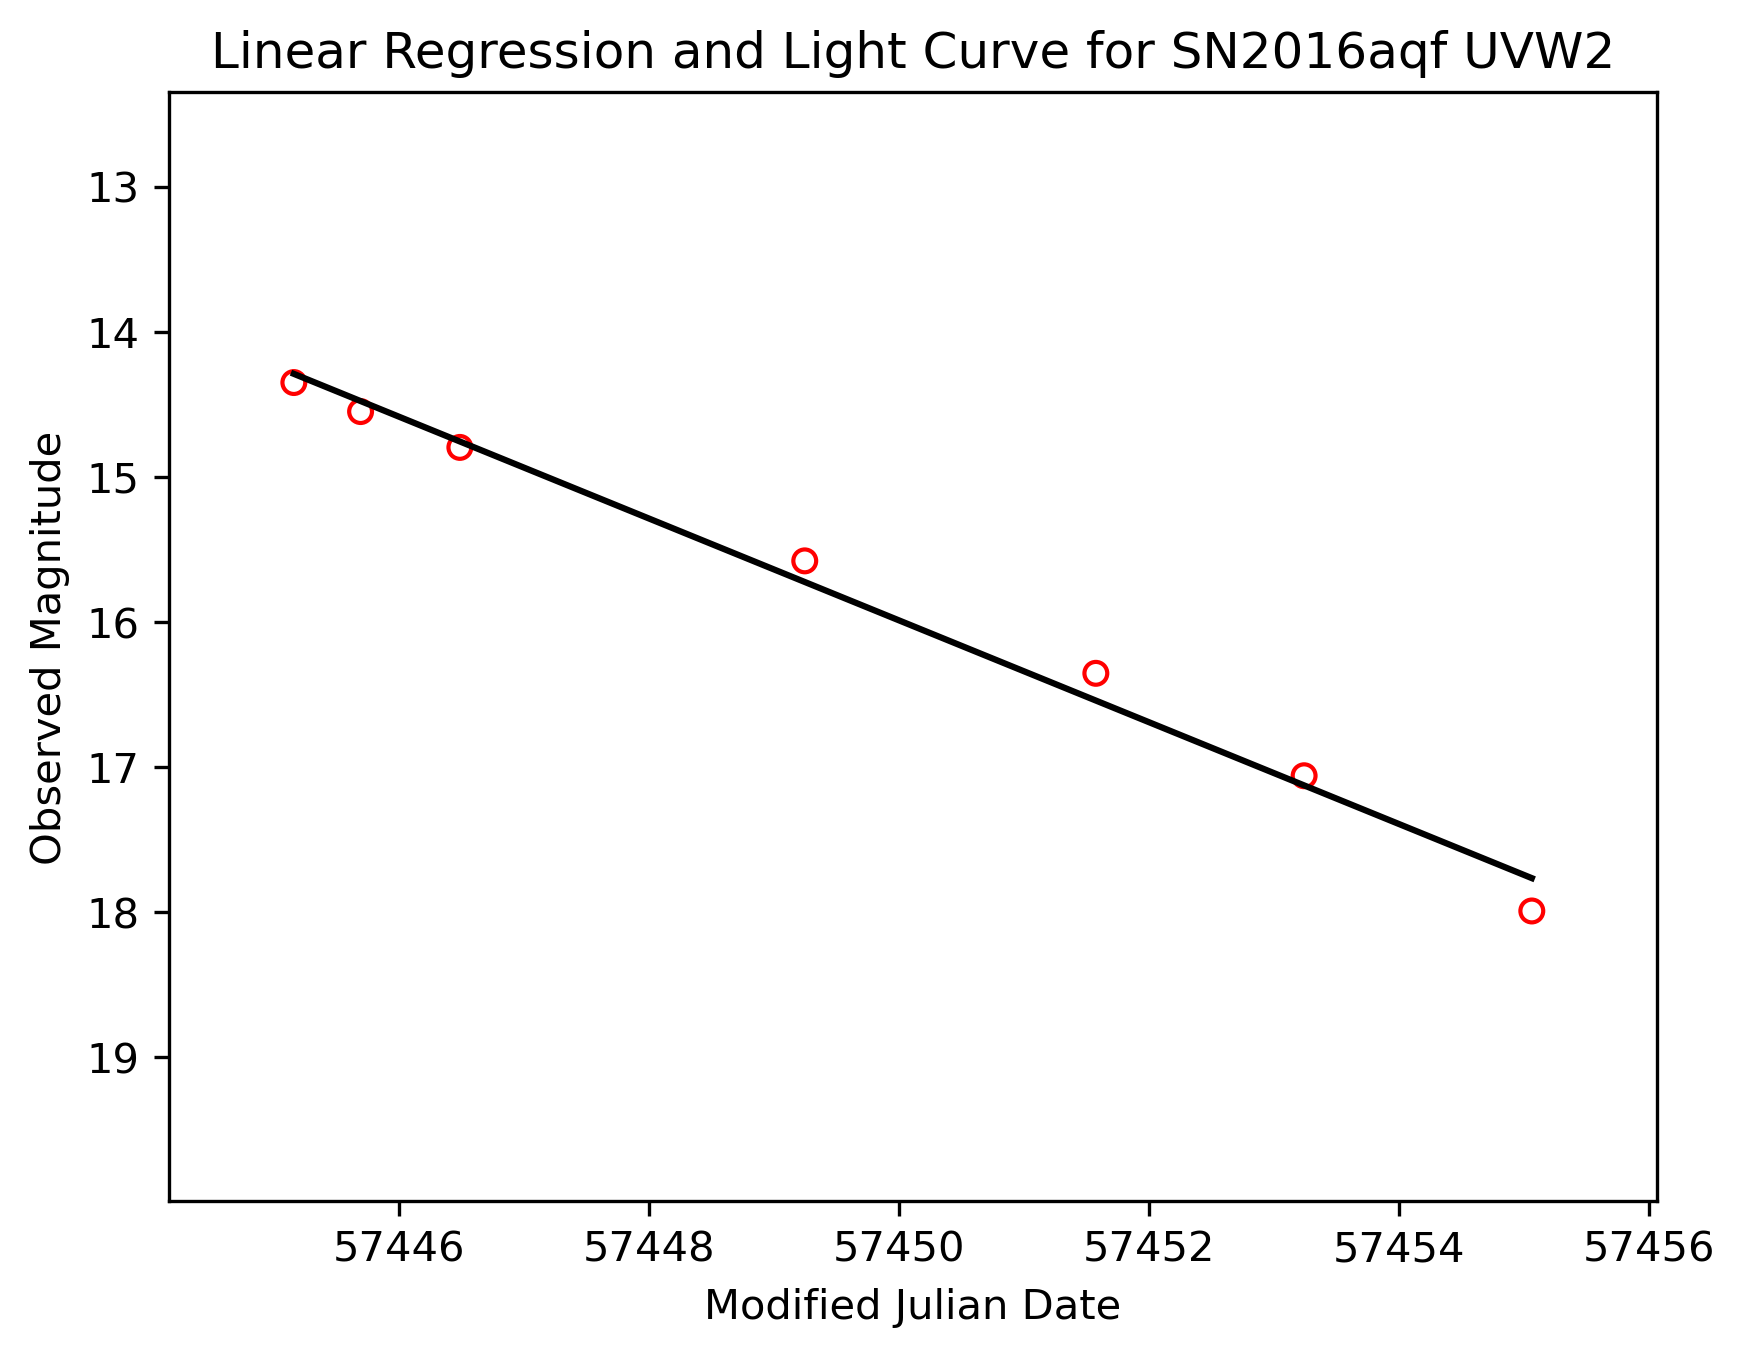 Linear Regression and Light Curve for SN2016aqf UVW2
13
14
15
16
17
18
19
Observed Magnitude
57446 57448 57450 57452 57454 57456
Modified Julian Date